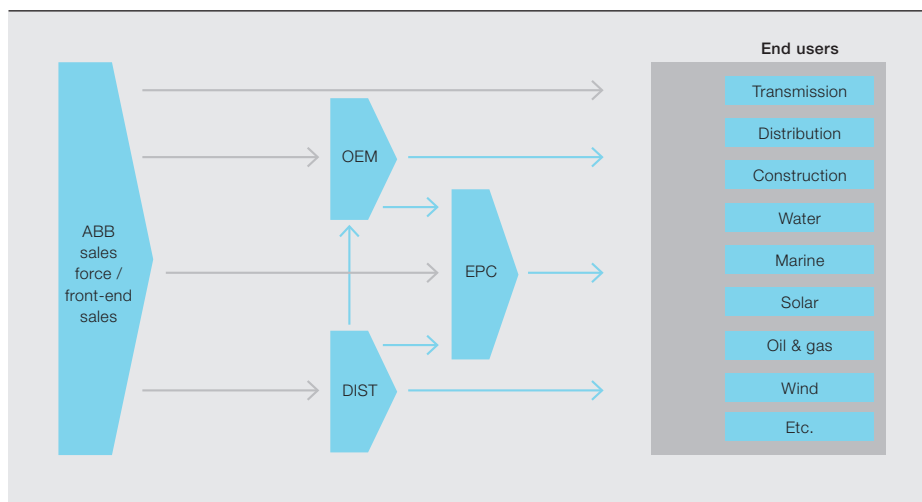 End users
Transmission
OEM
Distribution
Construction
ABB
sales
force /
front-end
sales
EPC
Water
Marine
Solar
Oil & gas
DIST
Wind
Etc.